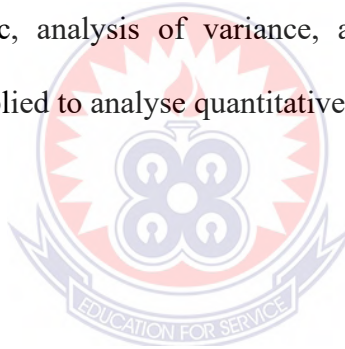 c, analysis of variance, a
lied to analyse quantitative
EDUCATION FOR SERVICE